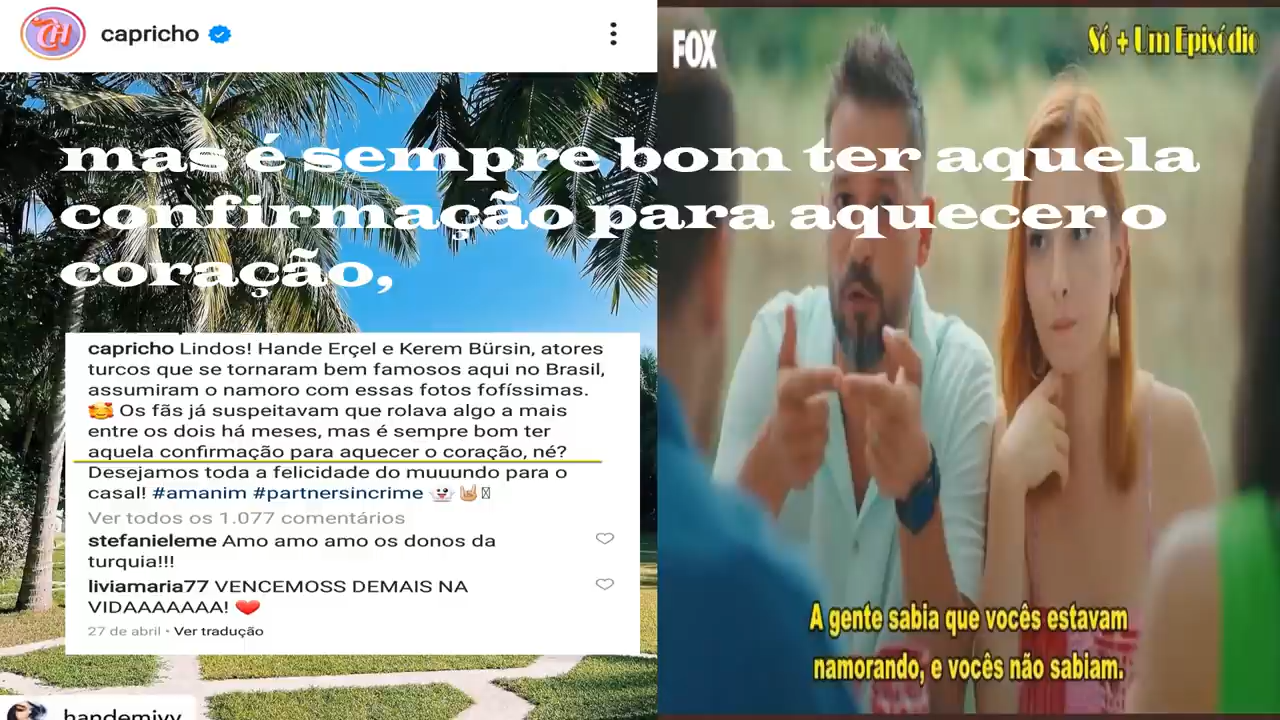 capricho
FOX
Só + Um Episódio
mas é sempre bom ter aquela
confirmação para aquecer o
coração,
capricho Lindos! Hande Erçel e Kerem Bürsin, atores
turcos que se tornaram bem famosos aqui no Brasil,
assumiram o namoro com essas fotos fofíssimas.
🥰 Os fãs já suspeitavam que rolava algo a mais
entre os dois há meses, mas é sempre bom ter
aquela confirmação para aquecer o coração, né?
Desejamos toda a felicidade do muuundo para o
casal! #amanim #partnersincrime 👻🤘🏼
Ver todos os 1.077 comentários
stefanieleme Amo amo amo os donos da
turquia!!!
liviamaria77 VENCEMOSS DEMAIS NA
VIDAAAAAAA! ❤️
27 de abril • Ver tradução
A gente sabia que vocês estavam
namorando, e vocês não sabiam.